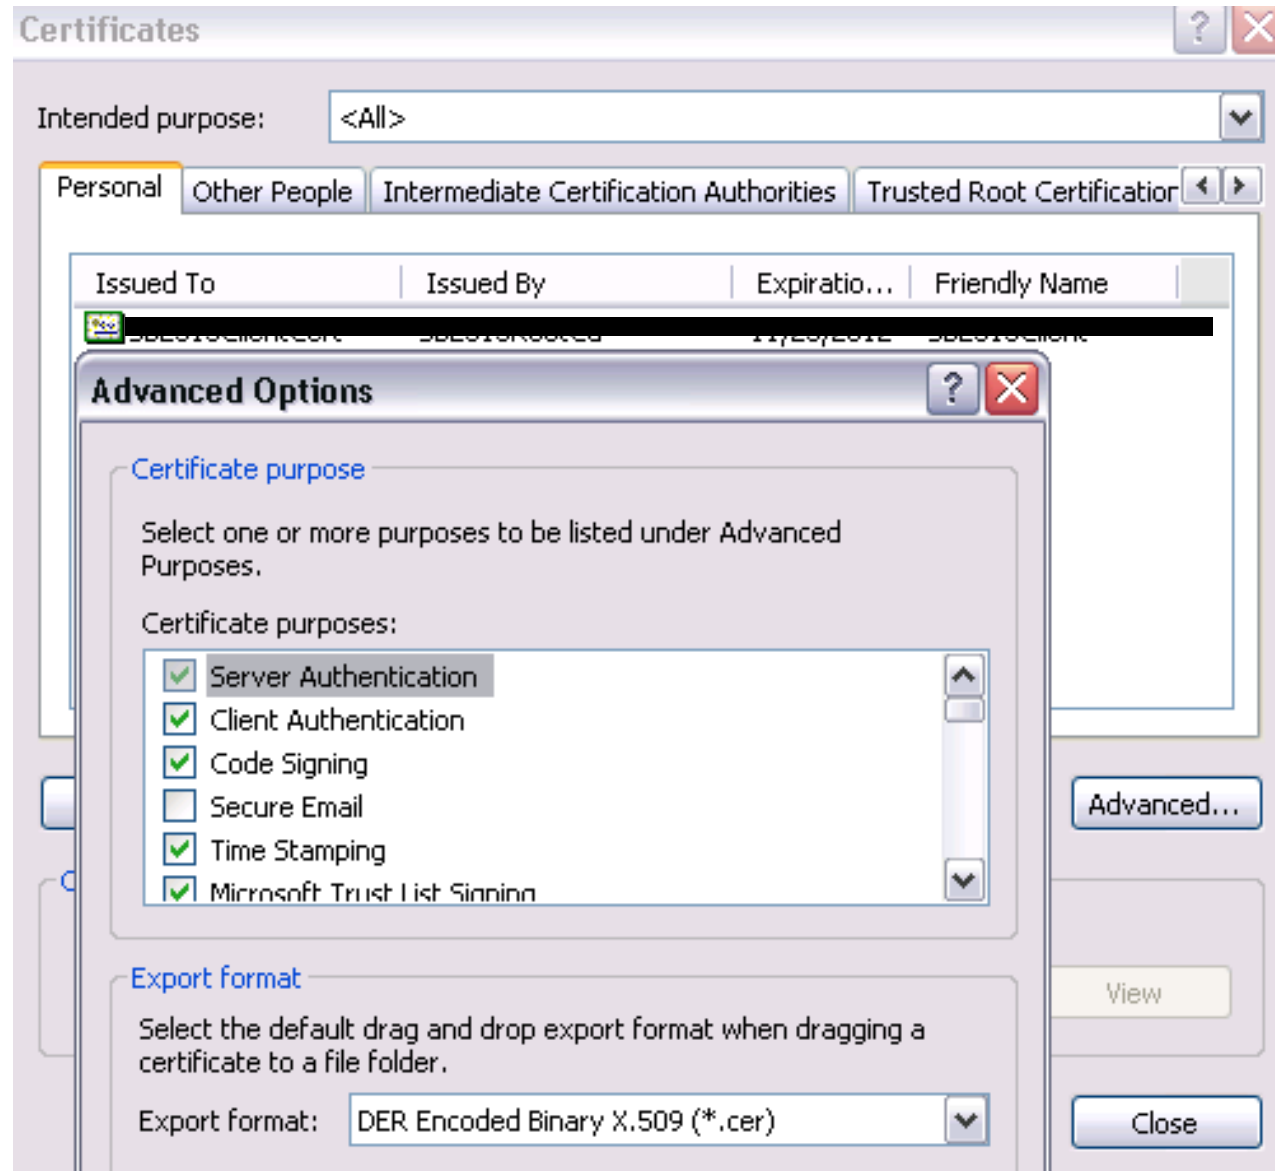 Certificates
Intended purpose: <All>
Personal Other People Intermediate Certification Authorities Trusted Root Certification
Issued To Issued By Expiratio... Friendly Name
Advanced Options
Certificate purpose
Select one or more purposes to be listed under Advanced
Purposes.
Certificate purposes:
Server Authentication
Client Authentication
Code Signing
Secure Email
Time Stamping
Microsoft Trust List Signing
Advanced...
Export format
View
Select the default drag and drop export format when dragging a
certificate to a file folder.
Export format: DER Encoded Binary X.509 (*.cer)
Close